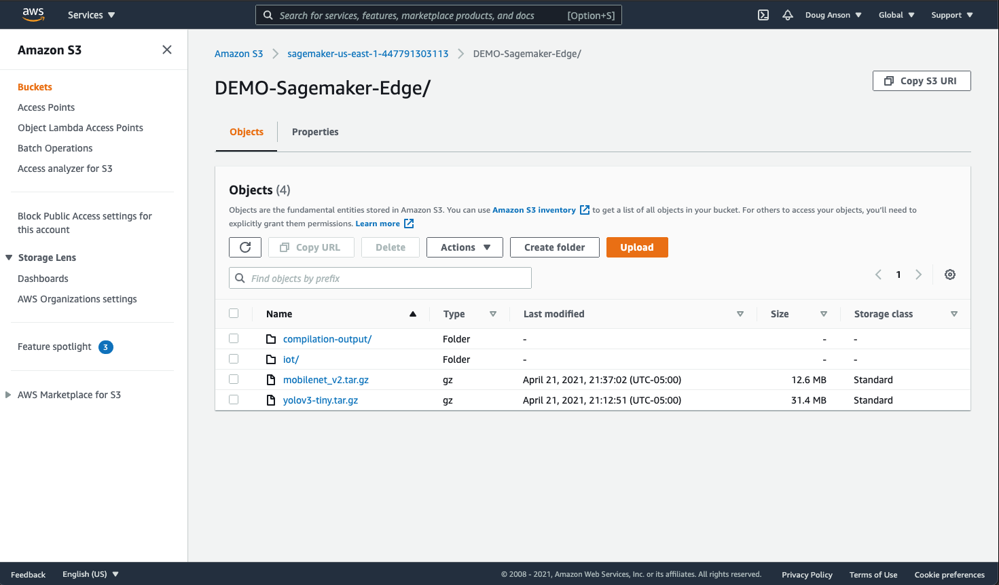 aws Services Search for services, features, marketplace products, and docs [Option+S] Doug Anson Global Support
Amazon S3
Buckets
Access Points
Object Lambda Access Points
Batch Operations
Access analyzer for S3
Block Public Access settings for
this account
Storage Lens
Dashboards
AWS Organizations settings
Feature spotlight 3
AWS Marketplace for S3
Amazon S3 sagemaker-us-east-1-447791303113 DEMO-Sagemaker-Edge/
DEMO-Sagemaker-Edge/
Copy S3 URI
Objects Properties
Objects (4)
Objects are the fundamental entities stored in Amazon S3. You can use Amazon S3 inventory to get a list of all objects in your bucket. For others to access your objects, you'll need to
explicitly grant them permissions. Learn more
Copy URL Delete Actions Create folder Upload
Find objects by prefix
1
Name Type Last modified Size Storage class
compilation-output/ Folder - - -
iot/ Folder - - -
mobilenet_v2.tar.gz gz April 21, 2021, 21:37:02 (UTC-05:00) 12.6 MB Standard
yolov3-tiny.tar.gz gz April 21, 2021, 21:12:51 (UTC-05:00) 31.4 MB Standard
Feedback English (US) © 2008 - 2021, Amazon Web Services, Inc. or its affiliates. All rights reserved. Privacy Policy Terms of Use Cookie preferences